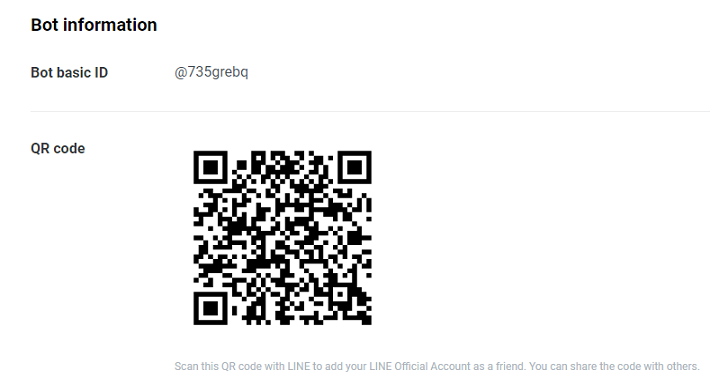 Bot information
Bot basic ID @735grebq
QR code
Scan this QR code with LINE to add your LINE Official Account as a friend. You can share the code with others.